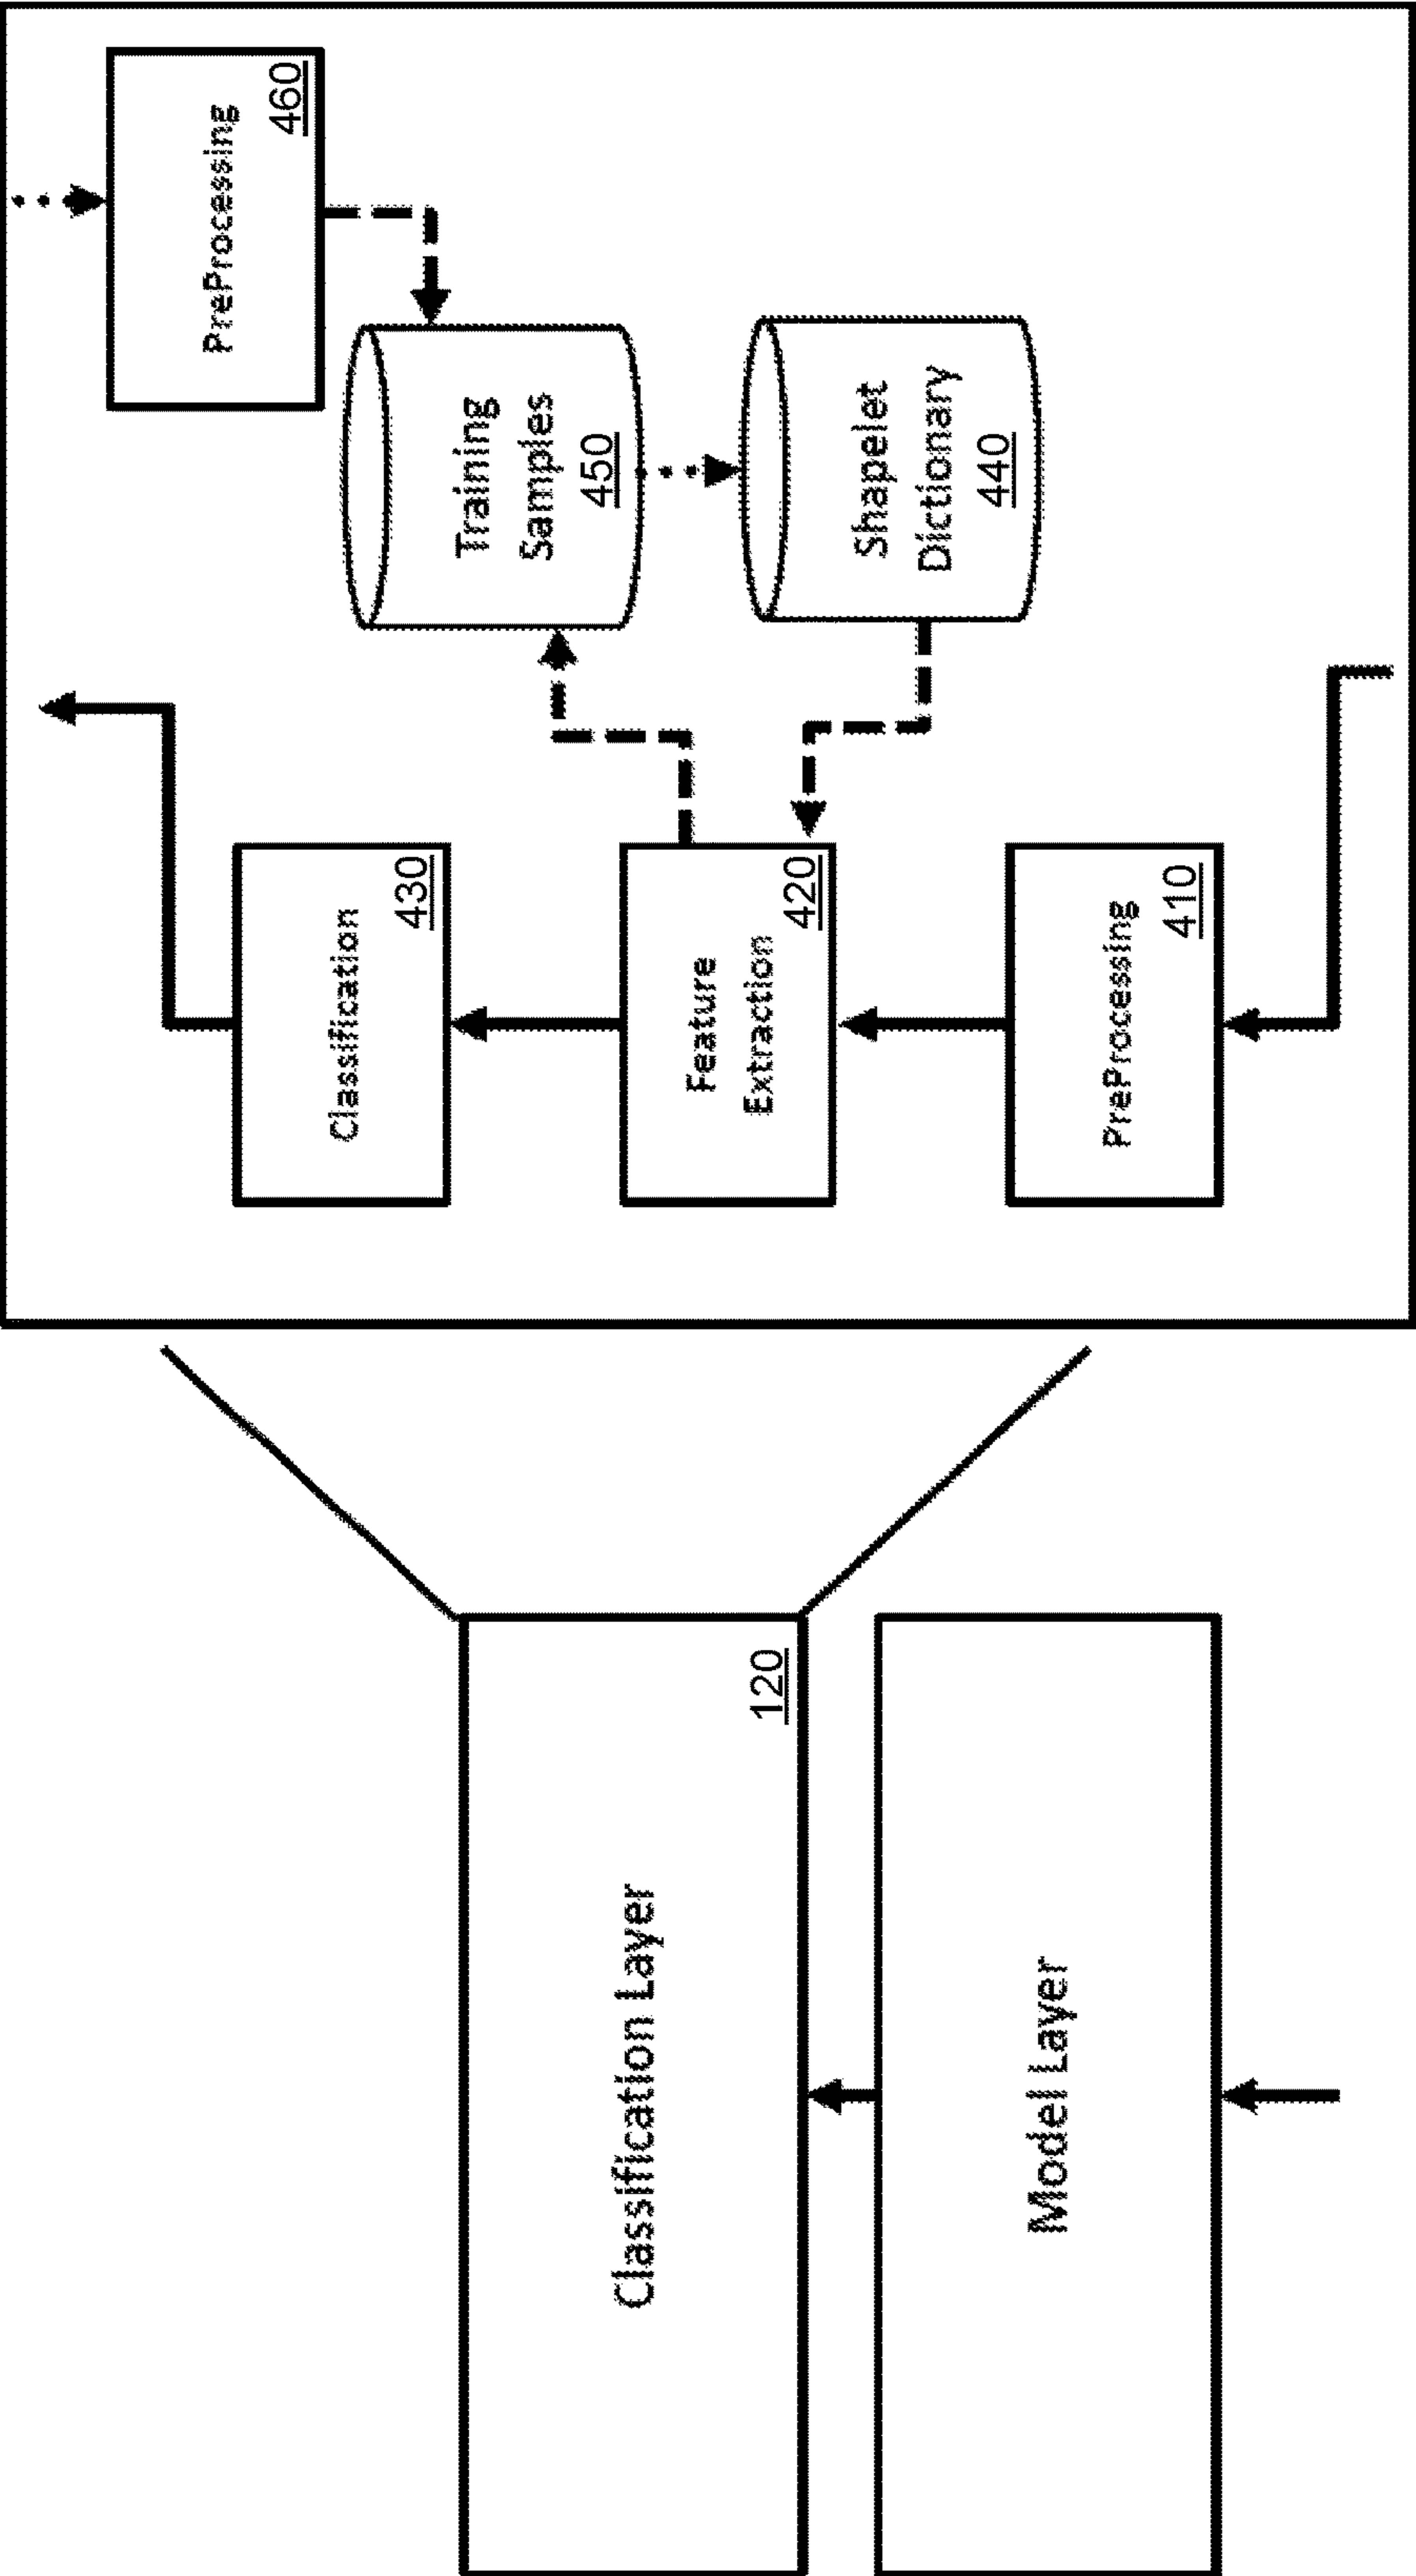 Classification Layer
120
Model Layer
Classification
430
Feature
Extraction
420
PreProcessing
410
PreProcessing
460
Training
Samples
450
Shapelet
Dictionary
440